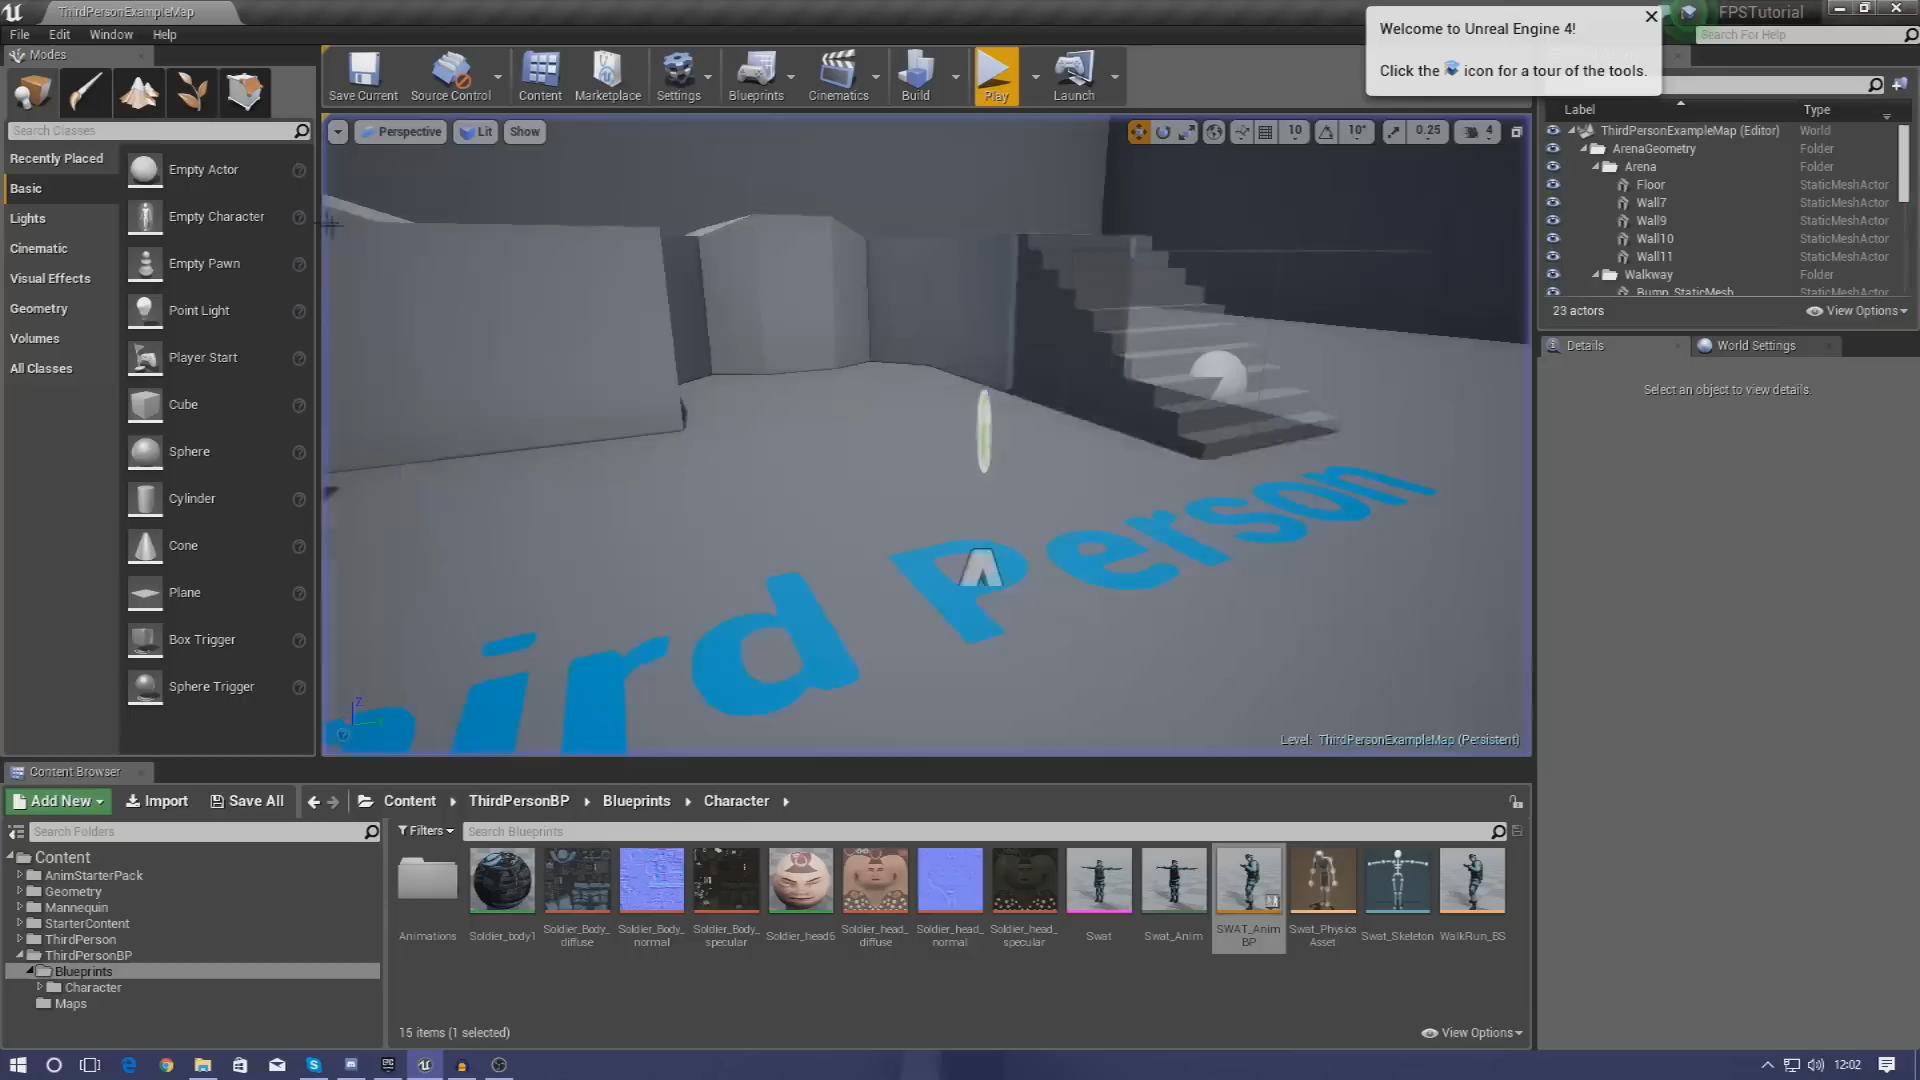 ThirdPersonExampleMap
FPSTutorial
File Edit Window Help
Search For Help
Welcome to Unreal Engine 4!
Click the icon for a tour of the tools.
Modes
Save Current
Source Control
Content
Marketplace
Settings
Blueprints
Cinematics
Build
Play
Launch
Search Classes
Recently Placed
Basic
Lights
Cinematic
Visual Effects
Geometry
Volumes
All Classes
Empty Actor
Empty Character
Empty Pawn
Point Light
Player Start
Cube
Sphere
Cylinder
Cone
Plane
Box Trigger
Sphere Trigger
Perspective
Lit
Show
10
10°
0.25
4
ird Person
Z
Level: ThirdPersonExampleMap (Persistent)
Label Type
ThirdPersonExampleMap (Editor) World
ArenaGeometry Folder
Arena Folder
Floor StaticMeshActor
Wall7 StaticMeshActor
Wall9 StaticMeshActor
Wall10 StaticMeshActor
Wall11 StaticMeshActor
Walkway Folder
Bump_StaticMesh StaticMeshActor
23 actors
View Options
Details
World Settings
Select an object to view details.
Content Browser
Add New
Import
Save All
Content
ThirdPersonBP
Blueprints
Character
Search Folders
Filters
Search Blueprints
Content
AnimStarterPack
Geometry
Mannequin
StarterContent
ThirdPerson
ThirdPersonBP
Blueprints
Character
Maps
Animations
Soldier_body1
Soldier_Body_
diffuse
Soldier_Body_
normal
Soldier_Body_
specular
Soldier_head6
Soldier_head_
diffuse
Soldier_head_
normal
Soldier_head_
specular
Swat
Swat_Anim
SWAT_Anim
BP
Swat_Physics
Asset
Swat_Skeleton
WalkRun_BS
15 items (1 selected)
View Options
12:02